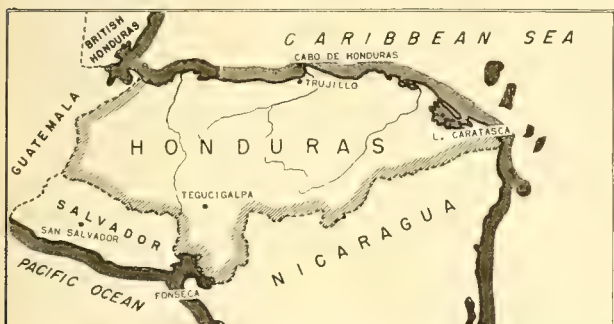 BRITISH
HONDURAS
CARIBBEAN SEA
CABO DE HONDURAS
TRUJILLO
L. CARATASCA
GUATEMALA
HONDURAS
TEGUCIGALPA
SALVADOR
SAN SALVADOR
NICARAGUA
FONSECA
PACIFIC OCEAN